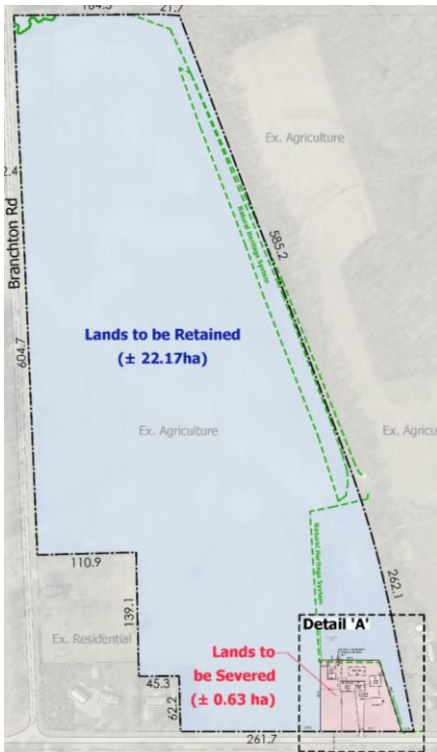 184.5
21.7
Ex. Agriculture
2.4
Branchton Rd
Natural Heritage System
585.2
Lands to be Retained
(± 22.17ha)
604.7
Ex. Agriculture
Ex. Agricu
110.9
Natural Heritage System
262.1
139.1
Detail 'A'
Ex. Residential
Lands to
be Severed
(± 0.63 ha)
45.3
62.2
261.7